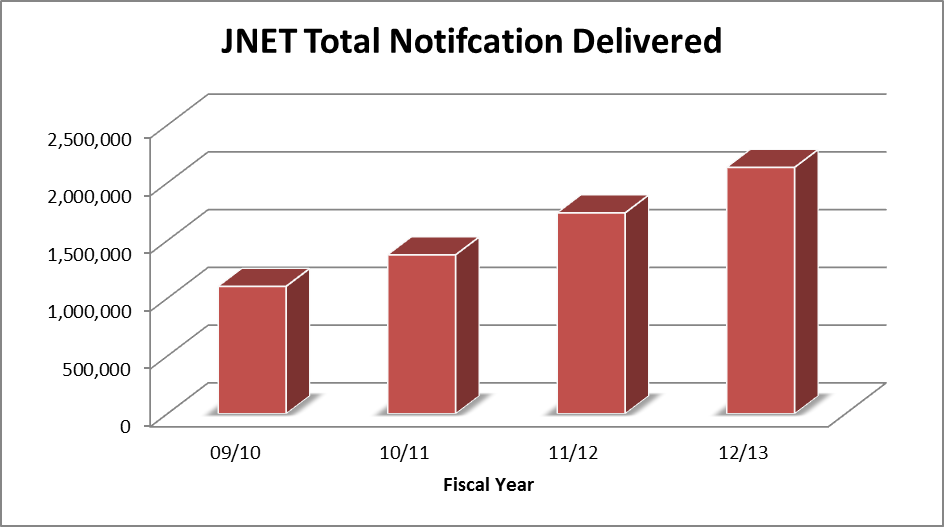 JNET Total Notifcation Delivered
2,500,000
2,000,000
1,500,000
1,000,000
500,000
0
09/10 10/11 11/12 12/13
Fiscal Year